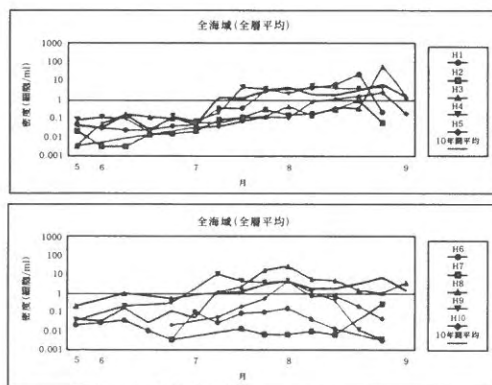 全海域(全層平均)
密度(細胞/ml)
1000
100
10
1
0.1
0.01
0.001
5 6 7 8 9
月
H1
H2
H3
H4
H5
10年間平均
全海域(全層平均)
密度(細胞/ml)
1000
100
10
1
0.1
0.01
0.001
5 6 7 8 9
月
H6
H7
H8
H9
H10
10年間平均